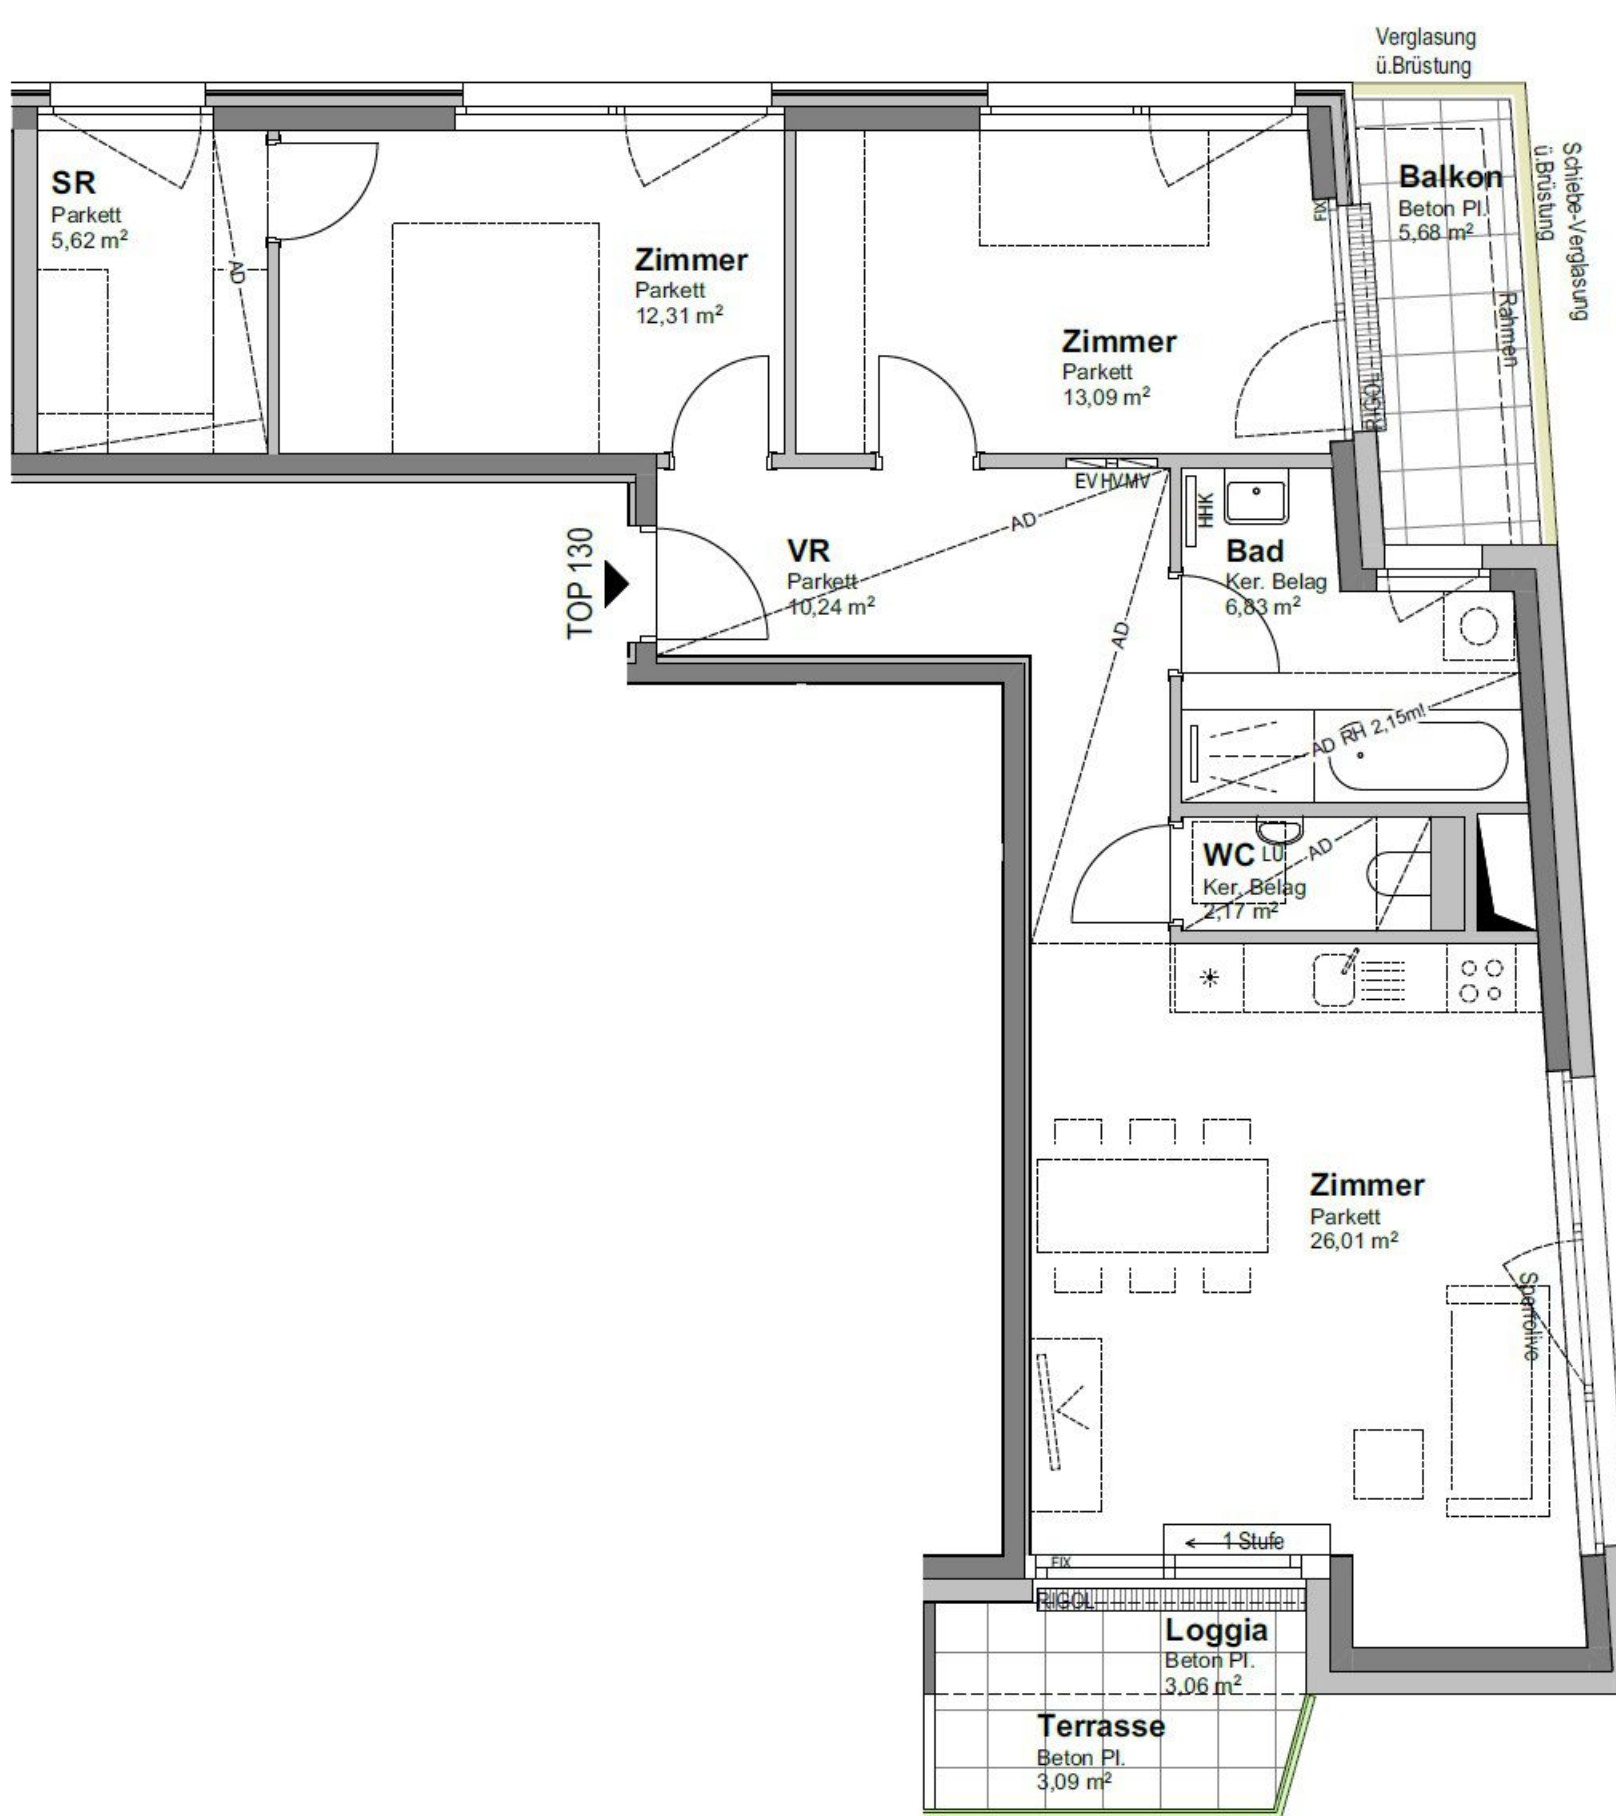 Verglasung
ü.Brüstung
Schiebe-Verglasung
ü.Brüstung
SR
Parkett
5,62 m²
AD
Zimmer
Parkett
12,31 m²
Zimmer
Parkett
13,09 m²
FIX
RIGOL
Balkon
Beton Pl.
5,68 m²
Rahmen
EV HV MV
HHK
TOP 130
VR
Parkett
10,24 m²
AD
AD
Bad
Ker. Belag
6,83 m²
AD RH 2,15m!
WC LÜ
AD
Ker. Belag
2,17 m²
Zimmer
Parkett
26,01 m²
Sperrolive
1 Stufe
FIX
RIGOL
Loggia
Beton Pl.
3,06 m²
Terrasse
Beton Pl.
3,09 m²